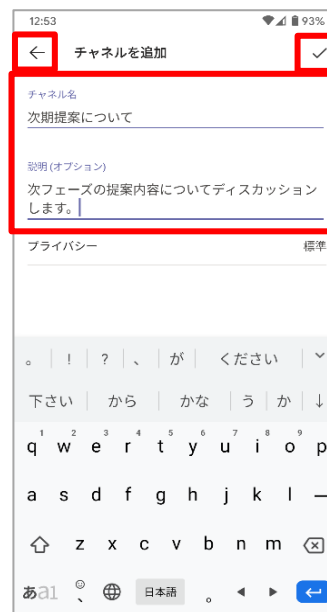 12:53 93%
← チャネルを追加 ✓
チャネル名
次期提案について
説明 (オプション)
次フェーズの提案内容についてディスカッション
します。
プライバシー 標準
。 ! ? 、 が ください
下さい から かな う か ↓
1 2 3 4 5 6 7 8 9 0
q w e r t y u i o p
a s d f g h j k l ー
z x c v b n m
あa1 、 日本語 。 ◀ ▶